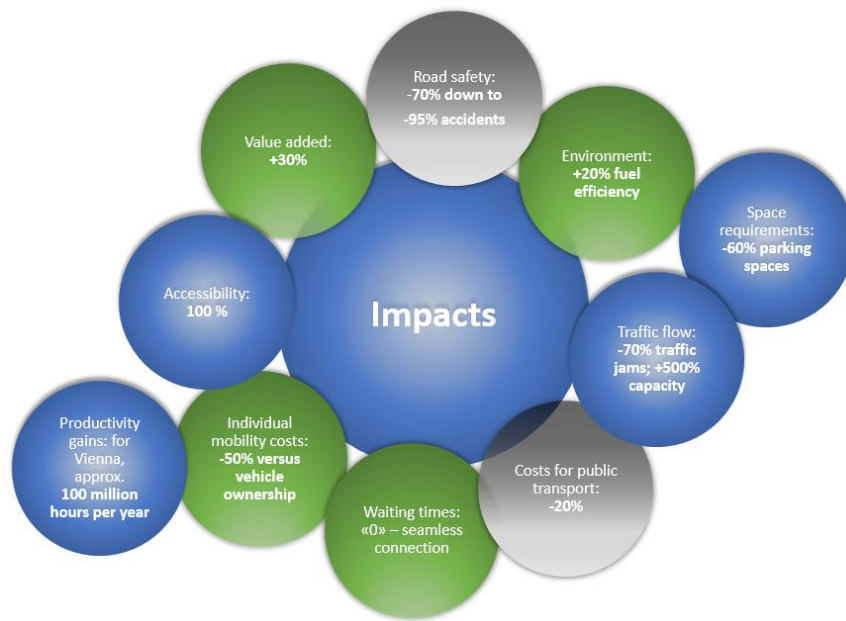 Road safety:
-70% down to
-95% accidents
Value added:
+30%
Environment:
+20% fuel
efficiency
Space
requirements:
-60% parking
spaces
Accessibility:
100 %
Impacts
Traffic flow:
-70% traffic
jams; +500%
capacity
Productivity
gains: for
Vienna,
approx.
100 million
hours per year
Individual
mobility costs:
-50% versus
vehicle
ownership
Waiting times:
«0» – seamless
connection
Costs for public
transport:
-20%